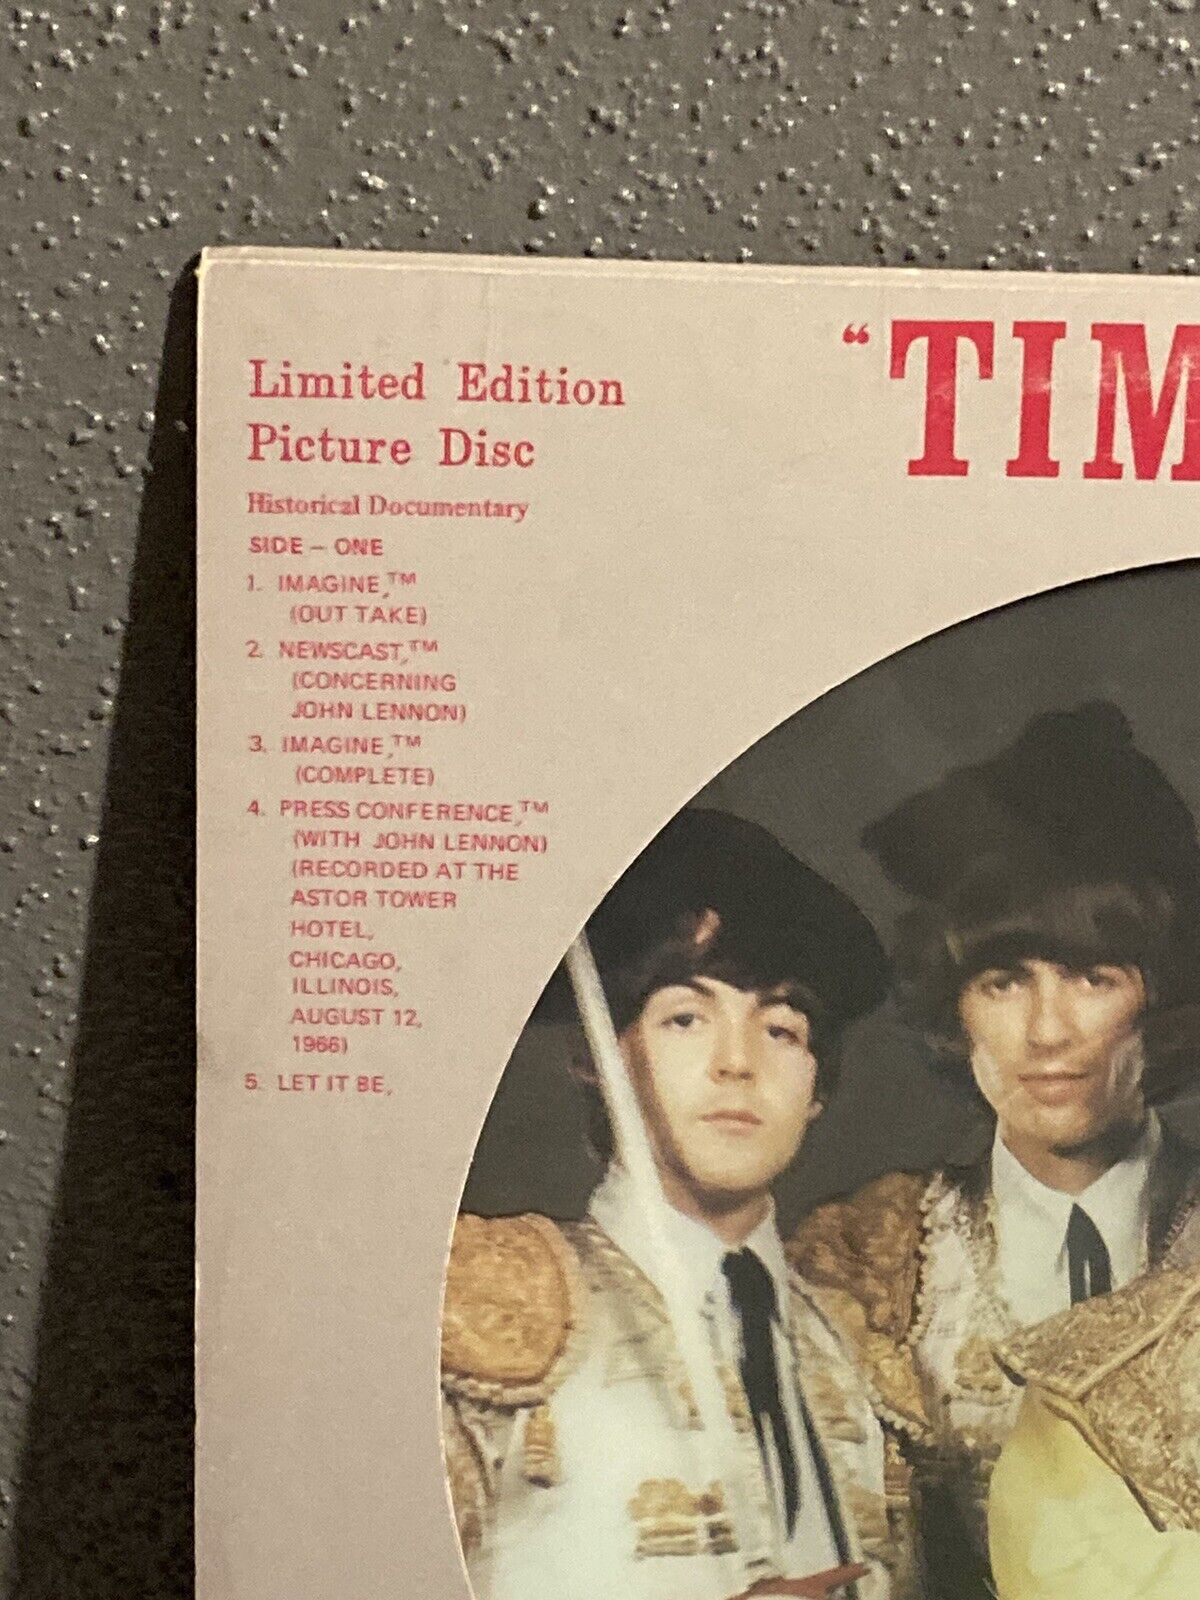 “TIM
Limited Edition
Picture Disc
Historical Documentary
SIDE – ONE
1. IMAGINE,™
(OUT TAKE)
2. NEWSCAST,™
(CONCERNING
JOHN LENNON)
3. IMAGINE,™
(COMPLETE)
4. PRESS CONFERENCE,™
(WITH JOHN LENNON)
(RECORDED AT THE
ASTOR TOWER
HOTEL,
CHICAGO,
ILLINOIS,
AUGUST 12,
1966)
5. LET IT BE,